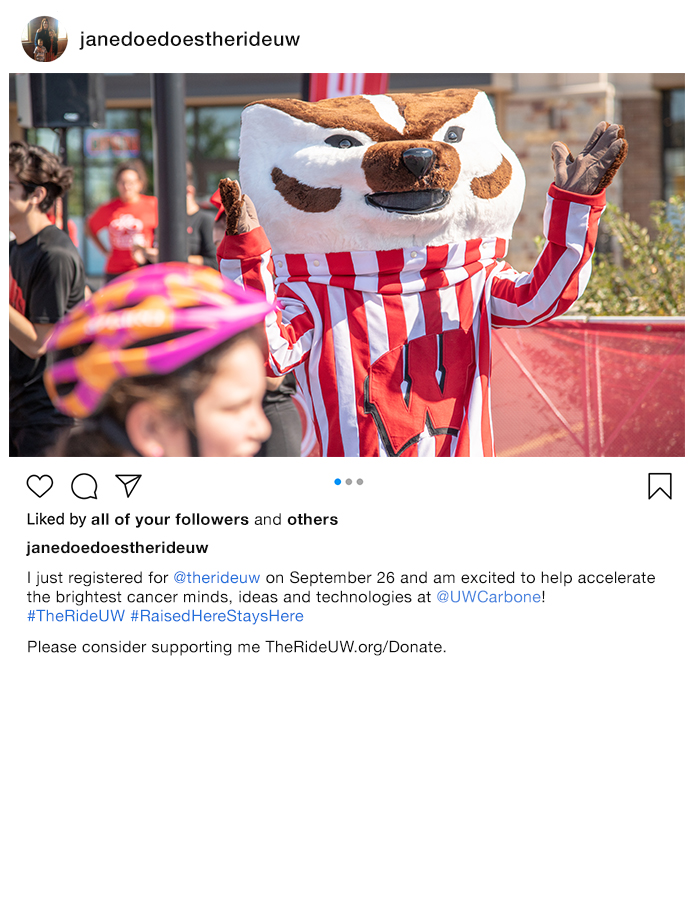 janedoedoestherideuw
W
Liked by all of your followers and others
janedoedoestherideuw
I just registered for @therideuw on September 26 and am excited to help accelerate
the brightest cancer minds, ideas and technologies at @UWCarbone!
#TheRideUW #RaisedHereStaysHere
Please consider supporting me TheRideUW.org/Donate.